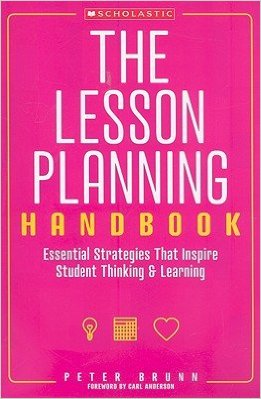 SCHOLASTIC
THE
LESSON
PLANNING
HANDBOOK
Essential Strategies That Inspire
Student Thinking & Learning
PETER BRUNN
FOREWORD BY CARL ANDERSON